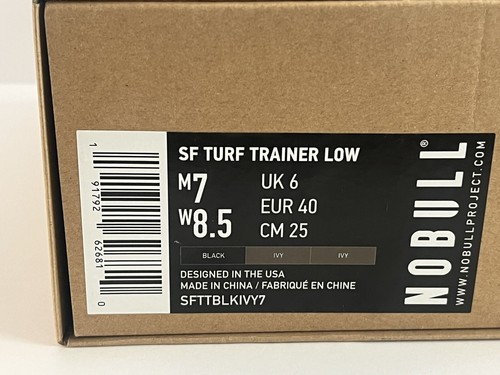 SF TURF TRAINER LOW
M7
W8.5
UK 6
EUR 40
CM 25
BLACK IVY IVY
DESIGNED IN THE USA
MADE IN CHINA / FABRIQUÉ EN CHINE
SFTTBLKIVY7
1 91792 62681 0
NOBULL®
WWW.NOBULLPROJECT.COM